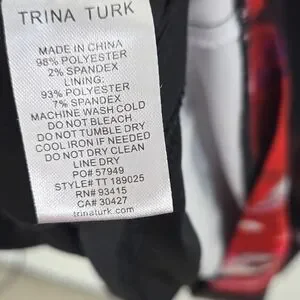 TRINA TURK
MADE IN CHINA
98% POLYESTER
2% SPANDEX
LINING:
93% POLYESTER
7% SPANDEX
MACHINE WASH COLD
DO NOT BLEACH
DO NOT TUMBLE DRY
COOL IRON IF NEEDED
DO NOT DRY CLEAN
LINE DRY
PO# 57949
STYLE# TT 189025
RN# 93415
CA# 30427
trinaturk.com